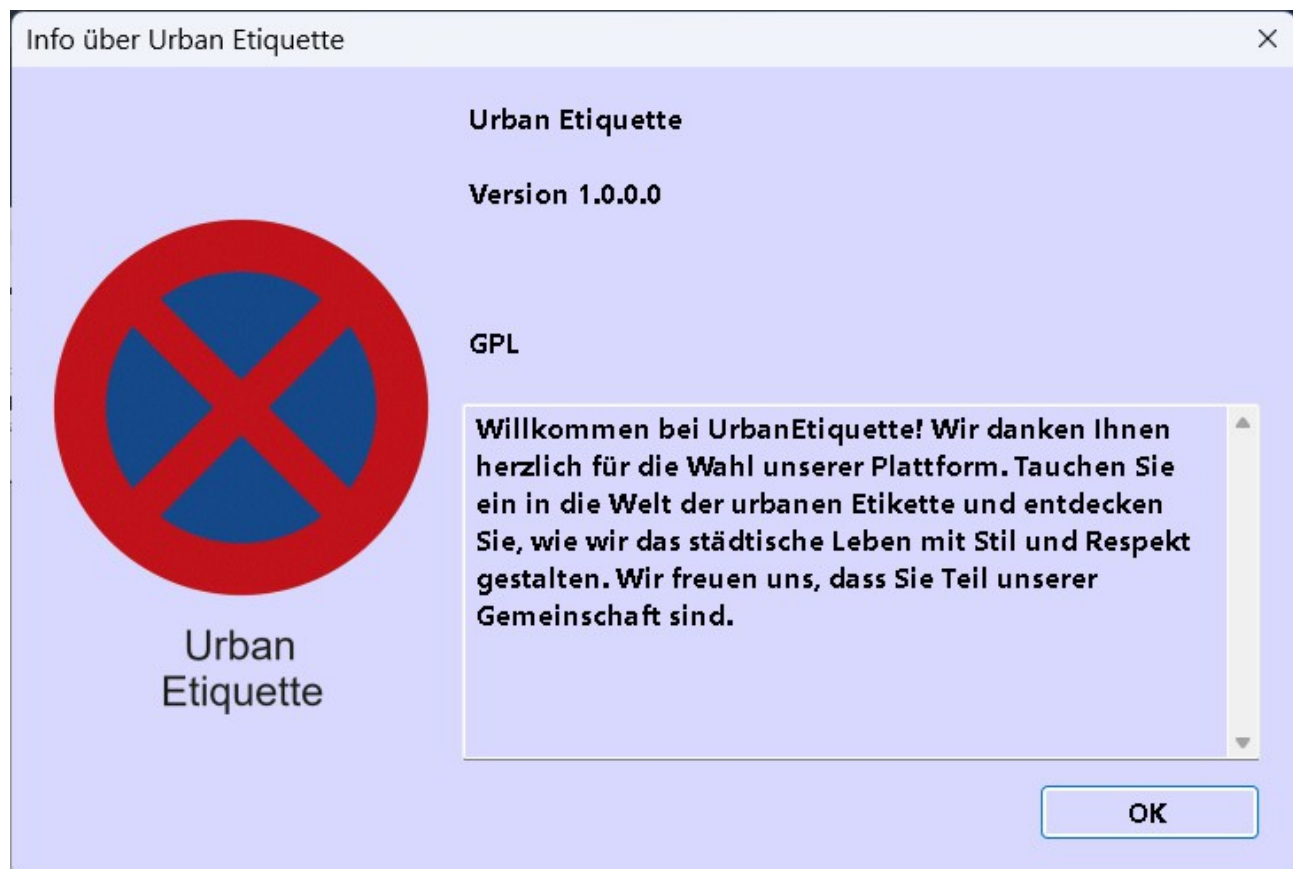 Info über Urban Etiquette
Urban Etiquette
Version 1.0.0.0
GPL
Willkommen bei UrbanEtiquette! Wir danken Ihnen
herzlich für die Wahl unserer Plattform. Tauchen Sie
ein in die Welt der urbanen Etikette und entdecken
Sie, wie wir das städtische Leben mit Stil und Respekt
gestalten. Wir freuen uns, dass Sie Teil unserer
Gemeinschaft sind.
Urban
Etiquette
OK